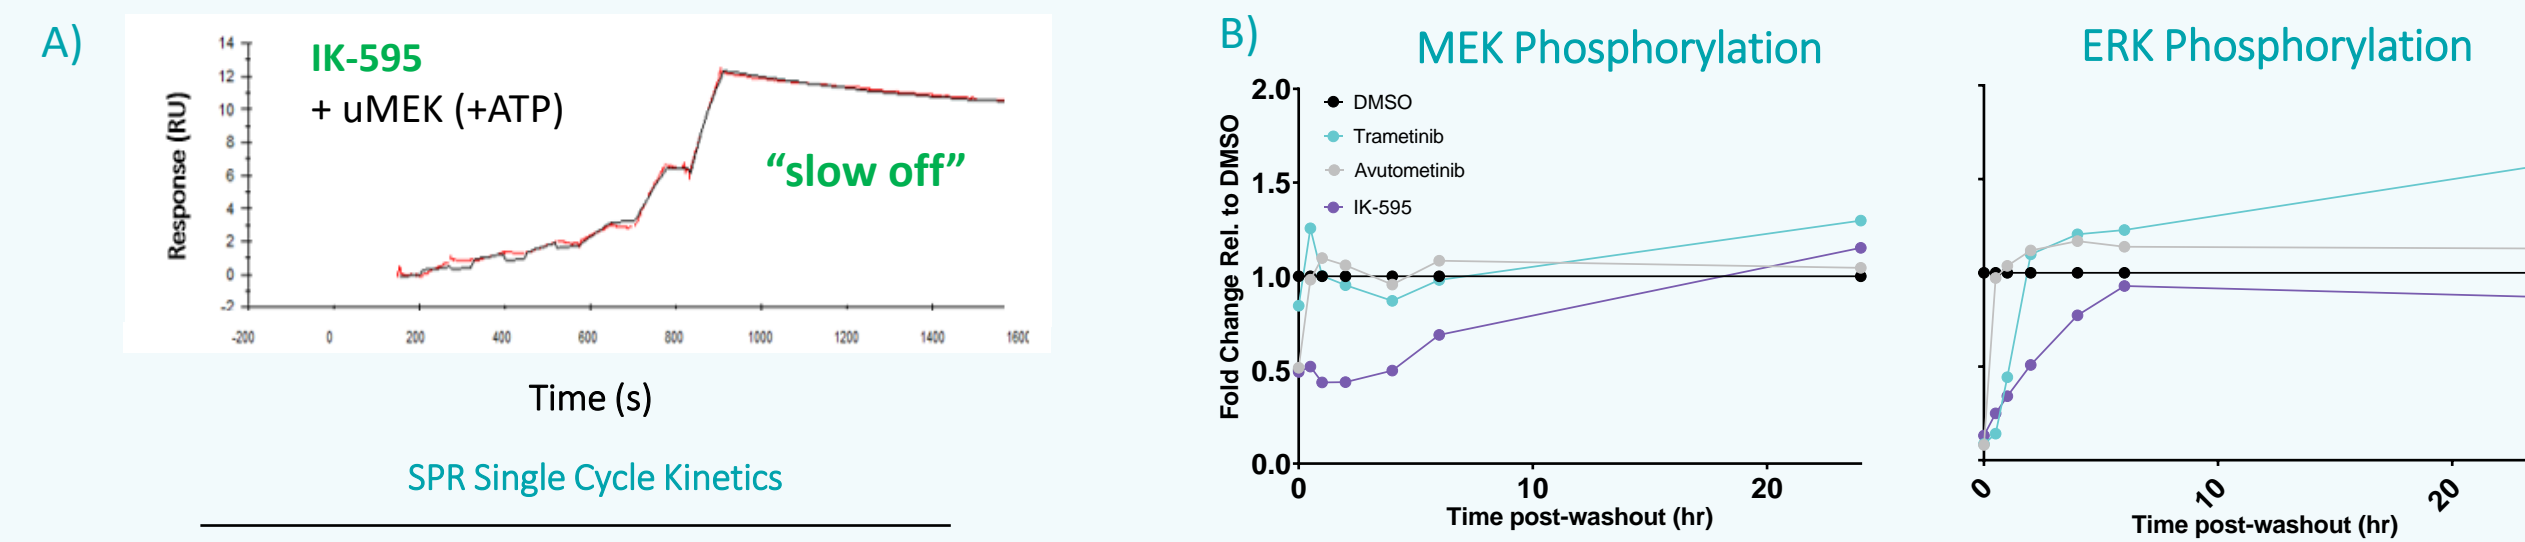 A)
IK-595
+ uMEK (+ATP)
"slow off"
Response (RU)
14
12
10
8
6
4
2
0
-2
-200
0
200
400
600
800
1000
1200
1400
Time (s)
SPR Single Cycle Kinetics
B)
MEK Phosphorylation
Fold Change Rel. to DMSO
2.0
1.5
1.0
0.5
0.0
DMSO
Trametinib
Avutometinib
IK-595
0
10
20
Time post-washout (hr)
ERK Phosphorylation
0
10
20
Time post-washout (hr)